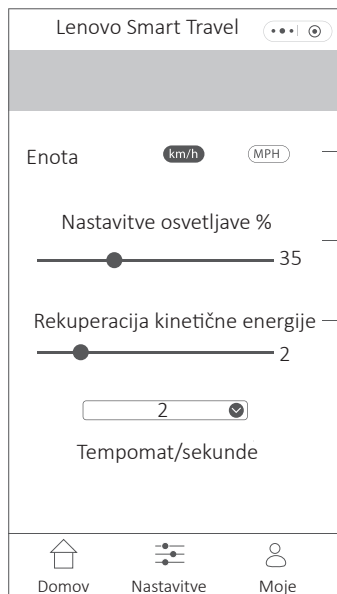 Lenovo Smart Travel
Enota km/h MPH
Nastavitve osvetljave %
35
Rekuperacija kinetične energije
2
2
Tempomat/sekunde
Domov Nastavitve Moje